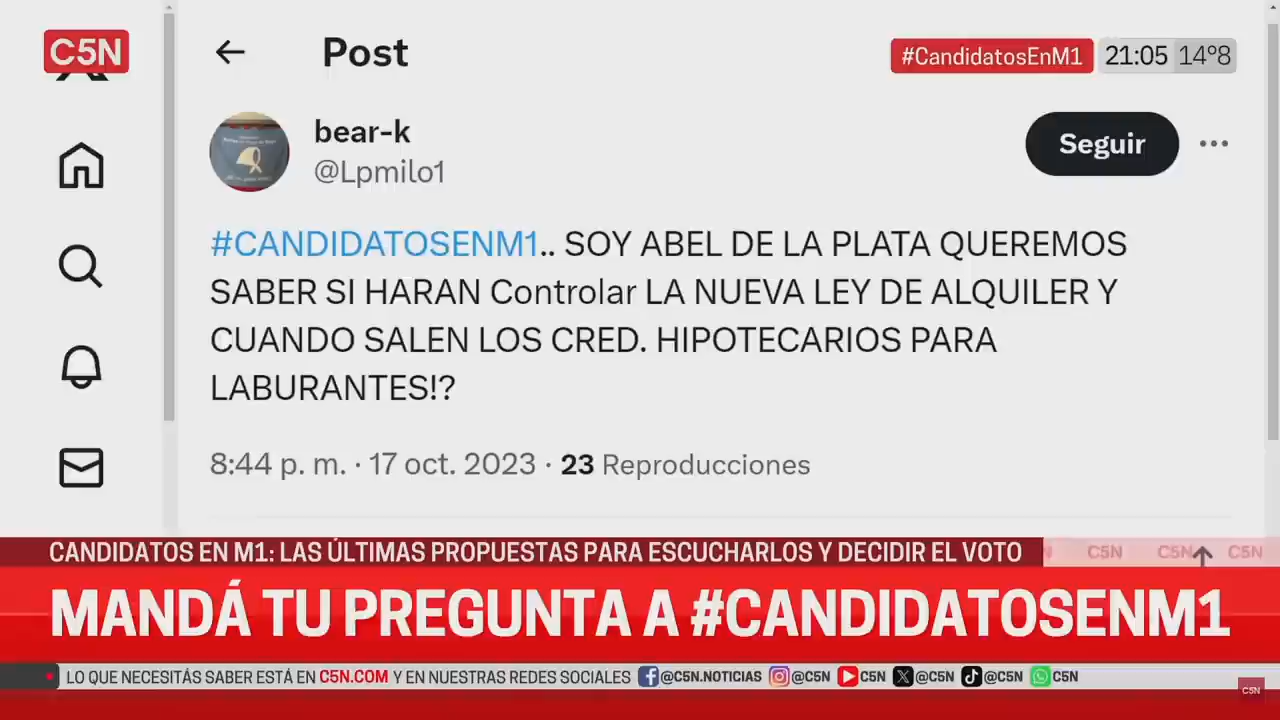 C5N
Post
#CandidatosEnM1 21:05 14°8
bear-k
@Lpmilo1
Seguir
#CANDIDATOSENM1.. SOY ABEL DE LA PLATA QUEREMOS
SABER SI HARAN Controlar LA NUEVA LEY DE ALQUILER Y
CUANDO SALEN LOS CRED. HIPOTECARIOS PARA
LABURANTES!?
8:44 p. m. · 17 oct. 2023 · 23 Reproducciones
CANDIDATOS EN M1: LAS ÚLTIMAS PROPUESTAS PARA ESCUCHARLOS Y DECIDIR EL VOTO
C5N C5N C5N
MANDÁ TU PREGUNTA A #CANDIDATOSENM1
LO QUE NECESITÁS SABER ESTÁ EN C5N.COM Y EN NUESTRAS REDES SOCIALES @C5N.NOTICIAS @C5N C5N @C5N @C5N C5N
C5N